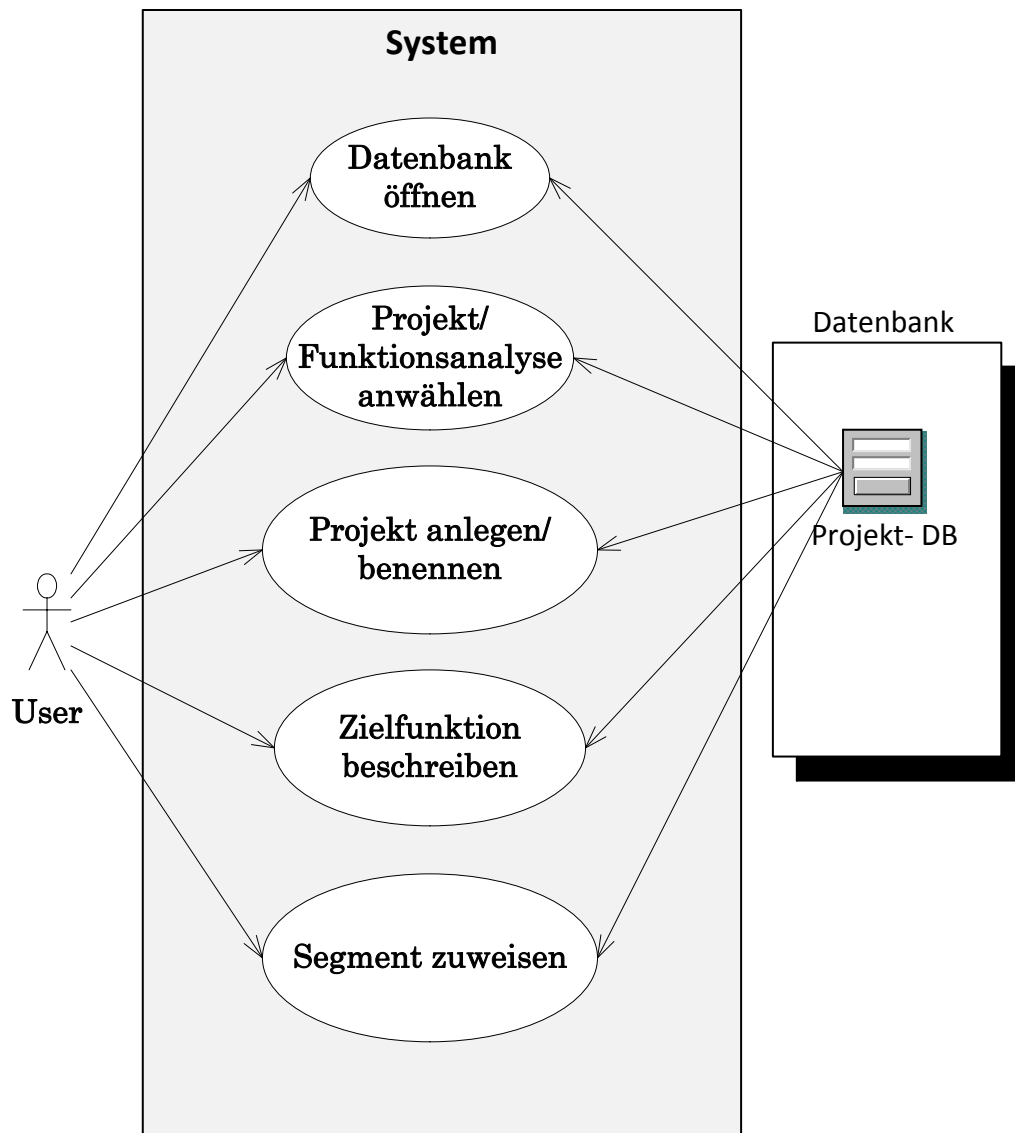 System
Datenbank
öffnen
Projekt/
Funktionsanalyse
anwählen
Projekt anlegen/
benennen
Zielfunktion
beschreiben
Segment zuweisen
User
Datenbank
Projekt- DB